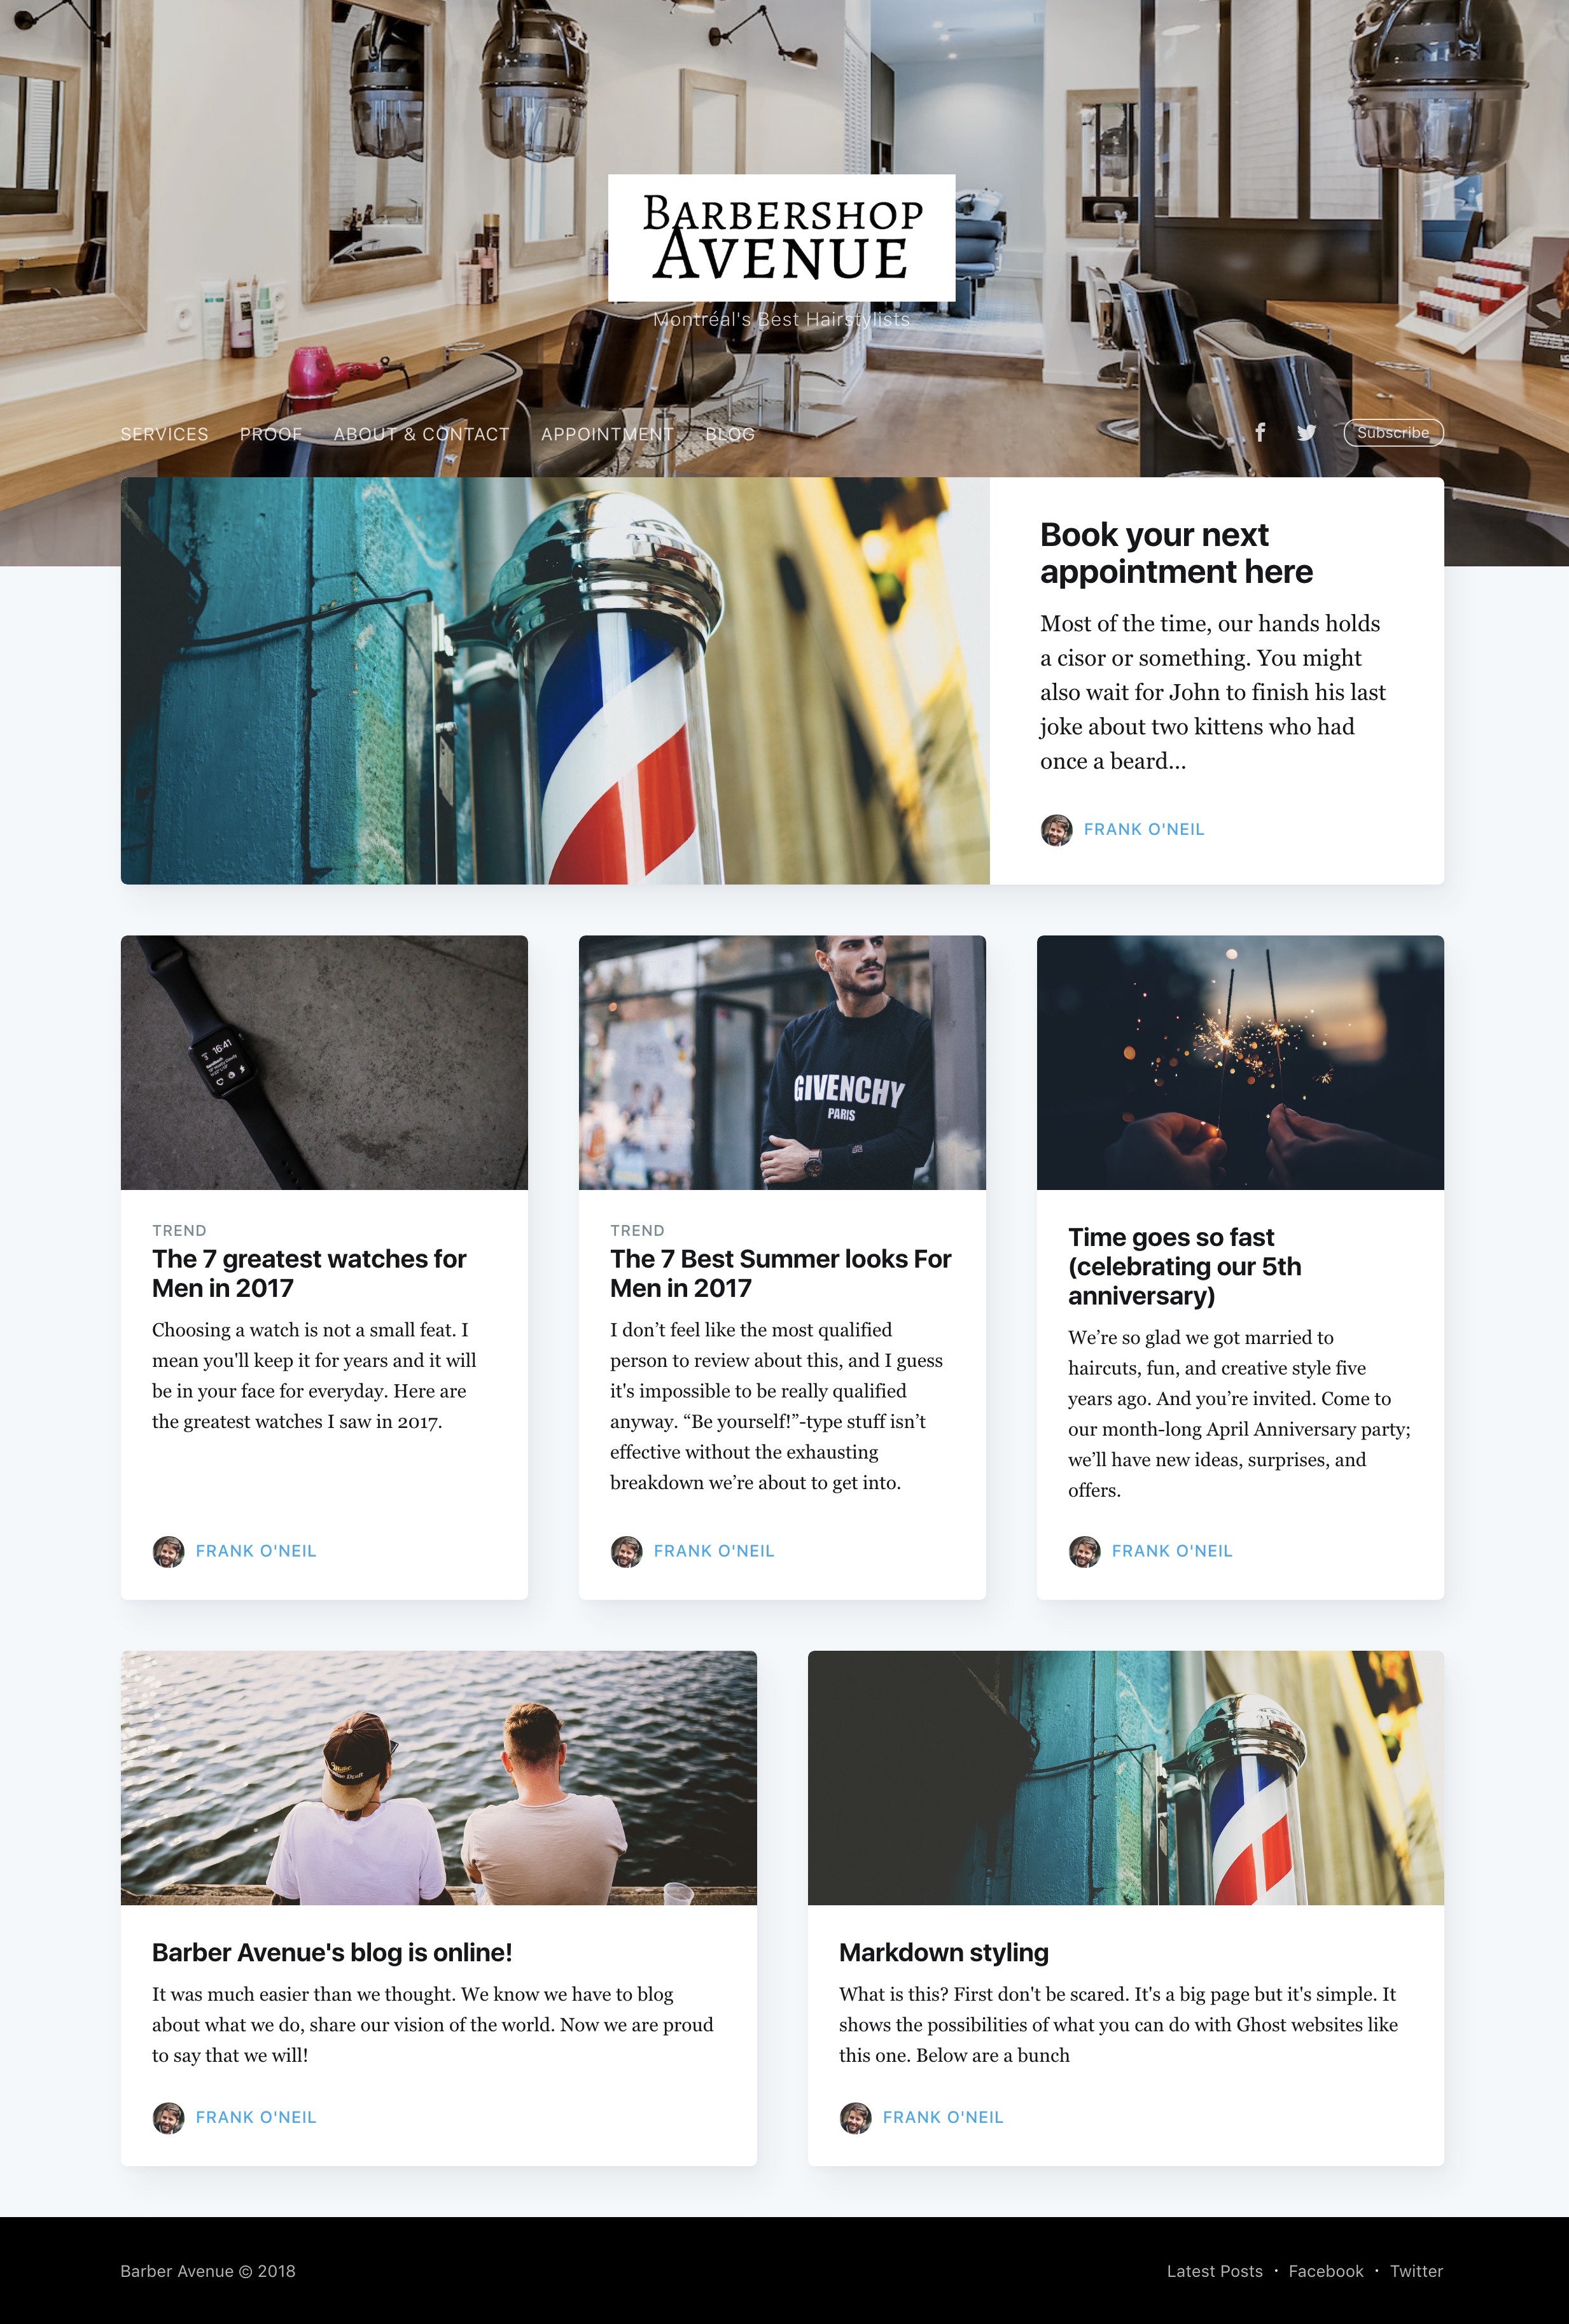 BARBERSHOP
AVENUE
Montréal's Best Hairstylists
SERVICES PROOF ABOUT & CONTACT APPOINTMENT BLOG Subscribe
Book your next
appointment here
Most of the time, our hands holds
a cisor or something. You might
also wait for John to finish his last
joke about two kittens who had
once a beard...
FRANK O'NEIL
16:41
GIVENCHY
PARIS
TREND
The 7 greatest watches for
Men in 2017
Choosing a watch is not a small feat. I
mean you'll keep it for years and it will
be in your face for everyday. Here are
the greatest watches I saw in 2017.
FRANK O'NEIL
TREND
The 7 Best Summer looks For
Men in 2017
I don’t feel like the most qualified
person to review about this, and I guess
it's impossible to be really qualified
anyway. “Be yourself!”-type stuff isn’t
effective without the exhausting
breakdown we’re about to get into.
FRANK O'NEIL
Time goes so fast
(celebrating our 5th
anniversary)
We’re so glad we got married to
haircuts, fun, and creative style five
years ago. And you’re invited. Come to
our month-long April Anniversary party;
we’ll have new ideas, surprises, and
offers.
FRANK O'NEIL
Barber Avenue's blog is online!
It was much easier than we thought. We know we have to blog
about what we do, share our vision of the world. Now we are proud
to say that we will!
FRANK O'NEIL
Markdown styling
What is this? First don't be scared. It's a big page but it's simple. It
shows the possibilities of what you can do with Ghost websites like
this one. Below are a bunch
FRANK O'NEIL
Barber Avenue © 2018
Latest Posts · Facebook · Twitter